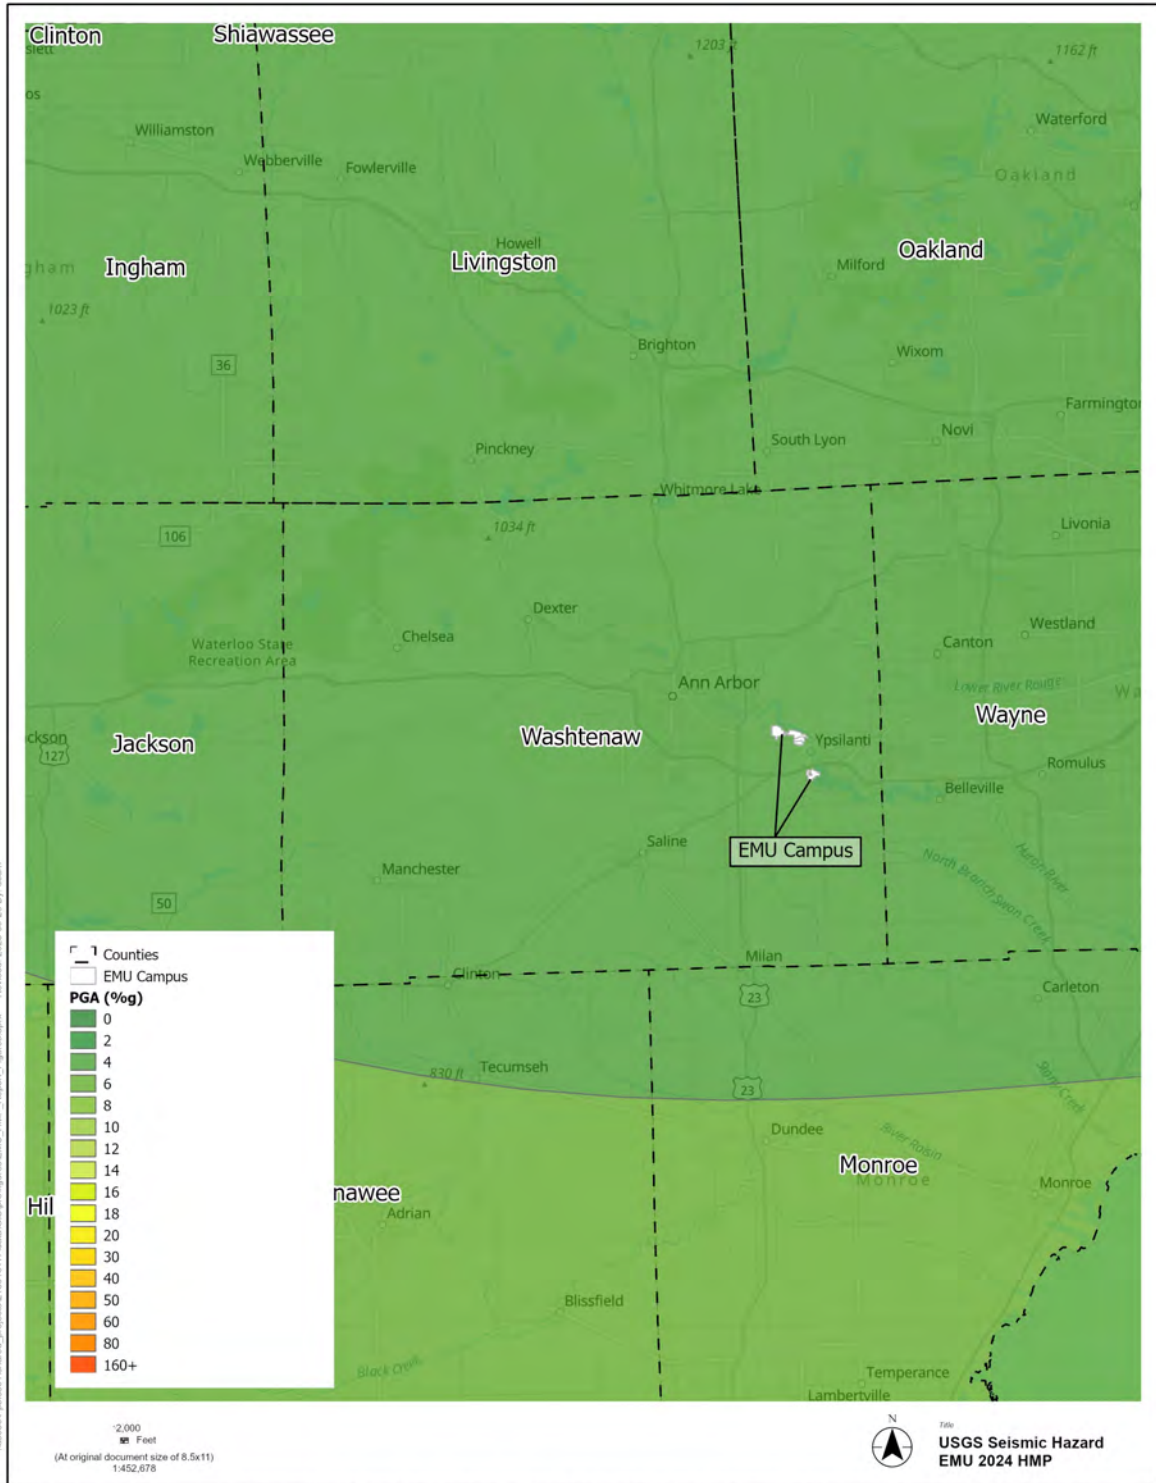 Clinton
Shiawassee
1203 ft
1162 ft
Williamston
Waterford
Webberville
Fowlerville
Oakland
Howell
Oakland
Ingham
Livingston
Milford
1023 ft
Brighton
Wixom
36
Farmington
South Lyon
Novi
Pinckney
Whitmore Lake
1034 ft
Livonia
106
Dexter
Westland
Chelsea
Waterloo State
Recreation Area
Canton
Ann Arbor
Lower River Rouge
Wayne
Jackson
Washtenaw
ckson
127
Ypsilanti
Romulus
Belleville
EMU Campus
Saline
Manchester
North Branch Swan Creek
Huron River
50
Milan
Clinton
23
Carleton
Tecumseh
830 ft
23
Stony Creek
Dundee
River Raisin
Monroe
Monroe
Monroe
Hil
nawee
Adrian
Blissfield
Black Creek
Temperance
Lambertville
Counties
EMU Campus
PGA (%g)
0
2
4
6
8
10
12
14
16
18
20
30
40
50
60
80
160+
Feet
(At original document size of 8.5x11)
1:452,678
N
Title
USGS Seismic Hazard
EMU 2024 HMP